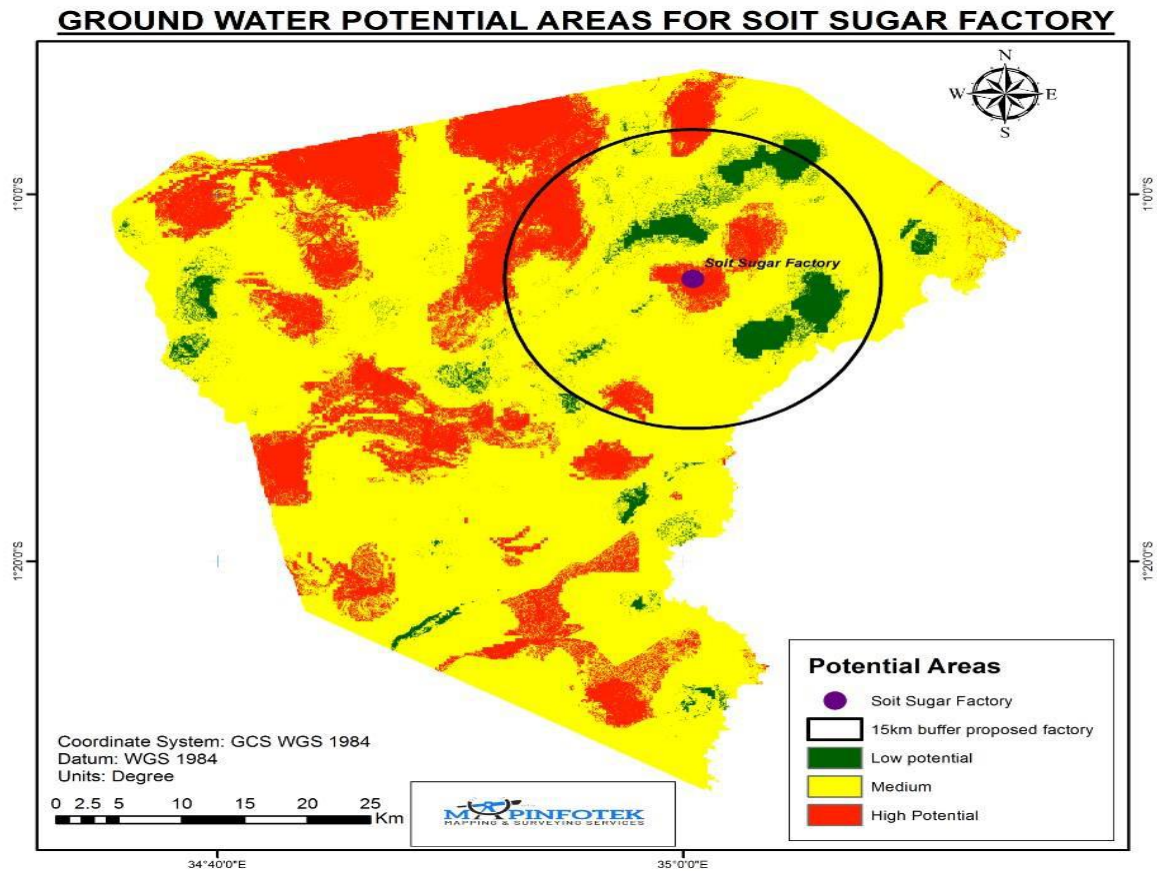 GROUND WATER POTENTIAL AREAS FOR SOIT SUGAR FACTORY
N
W E
S
1°0'0"S
1°0'0"S
Soit Sugar Factory
1°20'0"S
1°20'0"S
Potential Areas
Soit Sugar Factory
15km buffer proposed factory
Low potential
Medium
High Potential
Coordinate System: GCS WGS 1984
Datum: WGS 1984
Units: Degree
0 2.5 5 10 15 20 25
Km
MAPINFOTEK
MAPPING & SURVEYING SERVICES
34°40'0"E
35°0'0"E